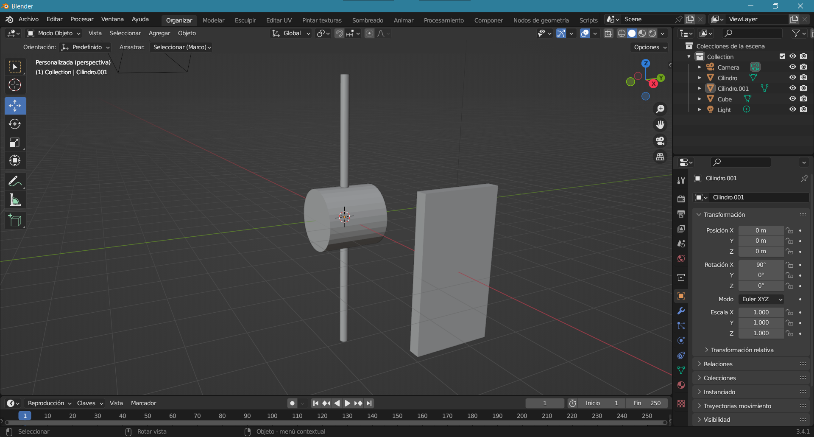 Blender
Archivo Editar Procesar Ventana Ayuda Organizar Modelar Esculpir Editar UV Pintar texturas Sombreado Animar Procesamiento Componer Nodos de geometría Scripts Scene ViewLayer
Modo Objeto Vista Seleccionar Agregar Objeto Global
Orientación: Predefinido Arrastrar: Seleccionar (Marco) Opciones
Personalizada (perspectiva)
(1) Collection | Cilindro.001
Z
Y
X
Colecciones de la escena
Collection
Camera
Cilindro
Cilindro.001
Cube
Light
Cilindro.001
Cilindro.001
Transformación
Posición X 0 m
Y 0 m
Z 0 m
Rotación X 90°
Y 0°
Z 0°
Modo Euler XYZ
Escala X 1.000
Y 1.000
Z 1.000
Transformación relativa
Relaciones
Colecciones
Instanciado
Trayectorias movimiento
Visibilidad
Reproducción Claves Vista Marcador 1 Inicio 1 Fin 250
1 10 20 30 40 50 60 70 80 90 100 110 120 130 140 150 160 170 180 190 200 210 220 230 240 250
Seleccionar Rotar vista Objeto - menú contextual 3.4.1